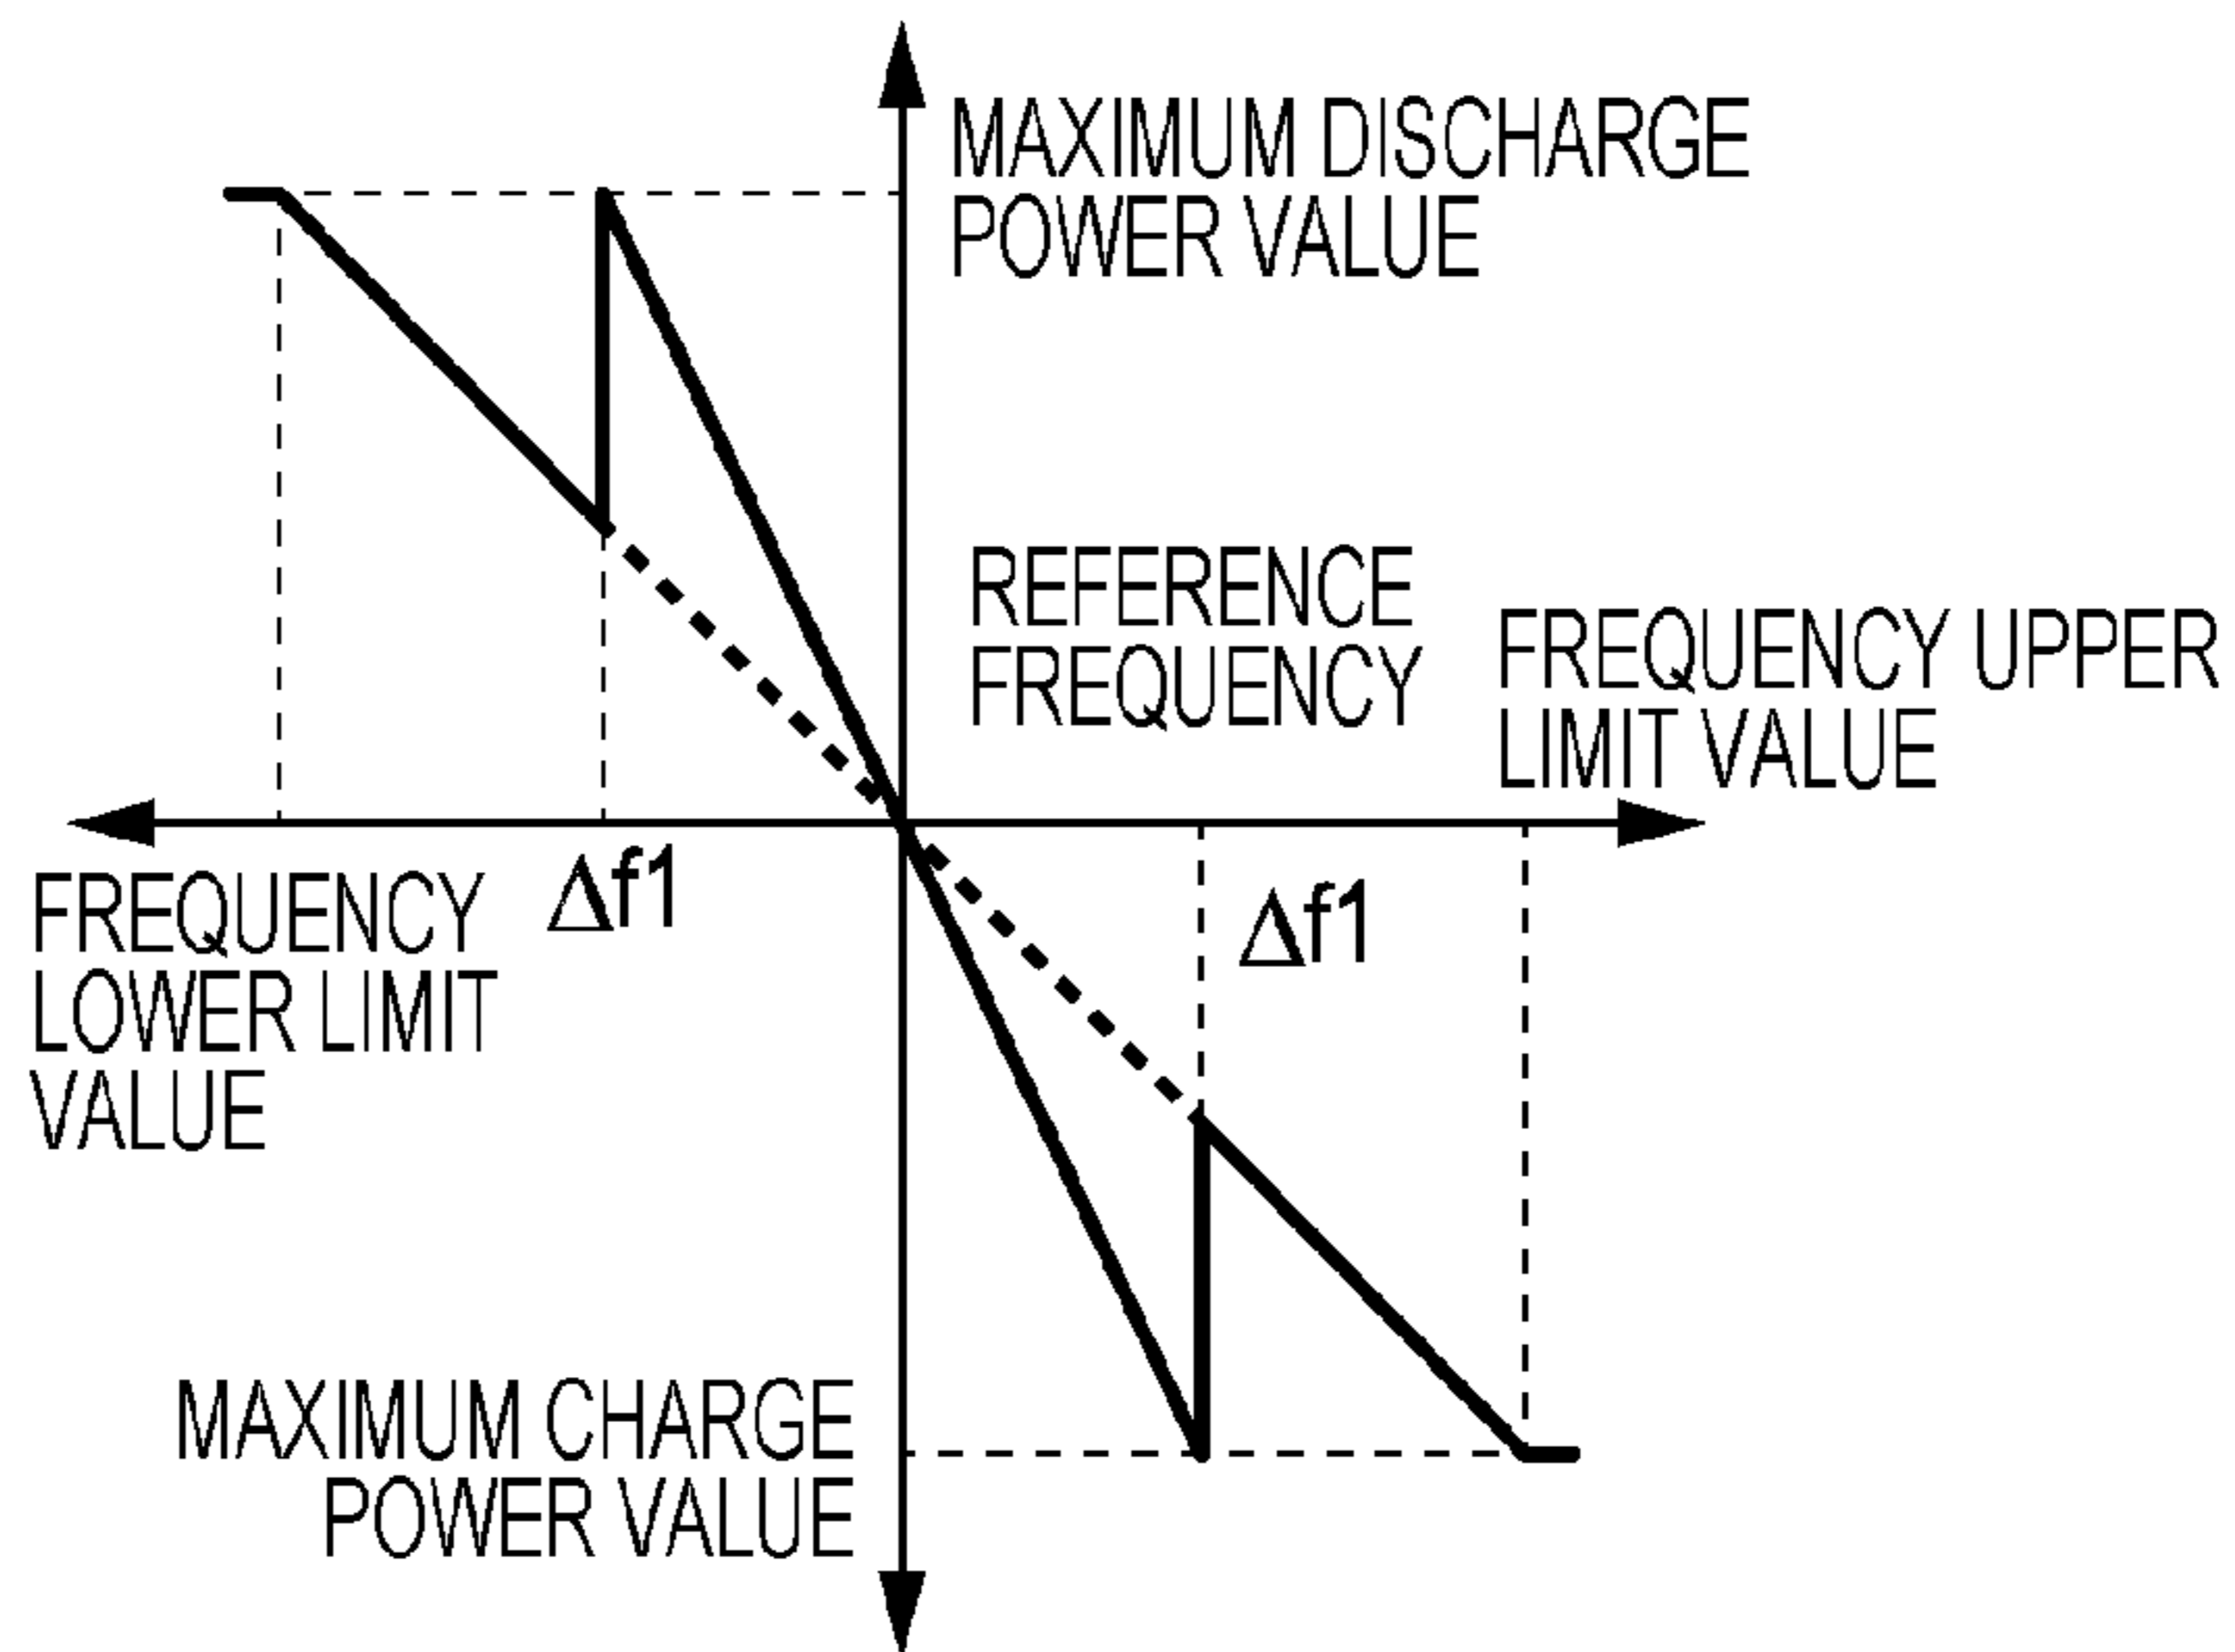 MAXIMUM DISCHARGE
POWER VALUE
REFERENCE
FREQUENCY
FREQUENCY UPPER
LIMIT VALUE
FREQUENCY
LOWER LIMIT
VALUE
Δf1
Δf1
MAXIMUM CHARGE
POWER VALUE